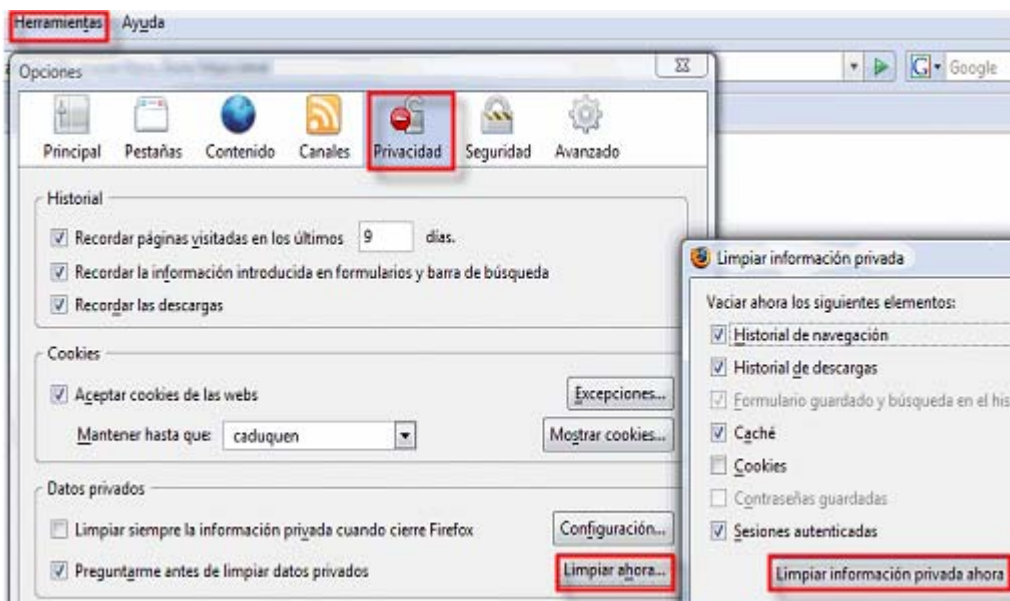 Herramientas Ayuda
Opciones
Google
Principal Pestañas Contenido Canales Privacidad Seguridad Avanzado
Historial
Recordar páginas visitadas en los últimos 9 días.
Recordar la información introducida en formularios y barra de búsqueda
Recordar las descargas
Cookies
Aceptar cookies de las webs
Excepciones...
Mantener hasta que: caduquen
Mostrar cookies...
Datos privados
Limpiar siempre la información privada cuando cierre Firefox
Configuración...
Preguntarme antes de limpiar datos privados
Limpiar ahora...
Limpiar información privada
Vaciar ahora los siguientes elementos:
Historial de navegación
Historial de descargas
Formulario guardado y búsqueda en el his
Caché
Cookies
Contraseñas guardadas
Sesiones autenticadas
Limpiar información privada ahora